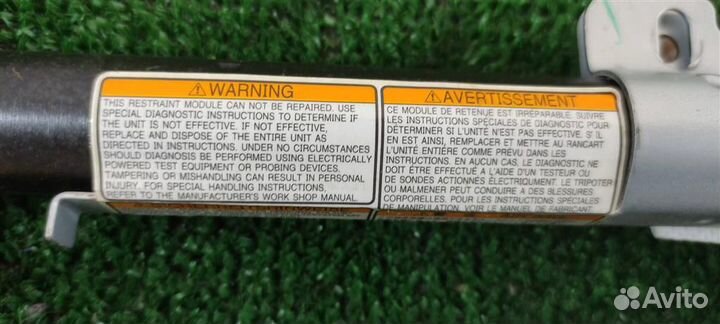 WARNING
THIS RESTRAINT MODULE CAN NOT BE REPAIRED. USE
SPECIAL DIAGNOSTIC INSTRUCTIONS TO DETERMINE IF
THE UNIT IS NOT EFFECTIVE. IF NOT EFFECTIVE,
REPLACE AND DISPOSE OF THE ENTIRE UNIT AS
DIRECTED IN INSTRUCTIONS. UNDER NO CIRCUMSTANCES
SHOULD DIAGNOSIS BE PERFORMED USING ELECTRICALLY
POWERED TEST EQUIPMENT OR PROBING DEVICES.
TAMPERING OR MISHANDLING CAN RESULT IN PERSONAL
INJURY. FOR SPECIAL HANDLING INSTRUCTIONS,
REFER TO THE MANUFACTURER'S WORK SHOP MANUAL.
AVERTISSEMENT
CE MODULE DE RETENUE EST IRRÉPARABLE. SUIVRE
LES INSTRUCTIONS SPÉCIALES DE DIAGNOSTIC POUR
DÉTERMINER SI L'UNITÉ N'EST PAS EFFECTIVE. SI IL
EN EST AINSI, REMPLACER ET METTRE AU RANCART
L'UNITÉ ENTIÈRE COMME PRÉVU DANS LES
INSTRUCTIONS. EN AUCUN CAS, LE DIAGNOSTIC NE
DOIT ÊTRE EFFECTUÉ À L'AIDE D'UN TESTEUR OU
DE SONDES ACTIONNÉES ÉLECTRIQUEMENT. LE TRIPOTER
OU MALMENER PEUT CONDUIRE À DES BLESSURES
CORPORELLES. POUR LES INSTRUCTIONS SPÉCIALES
DE MANIPULATION, VOIR LE MANUEL DE FABRICANT.
Avito